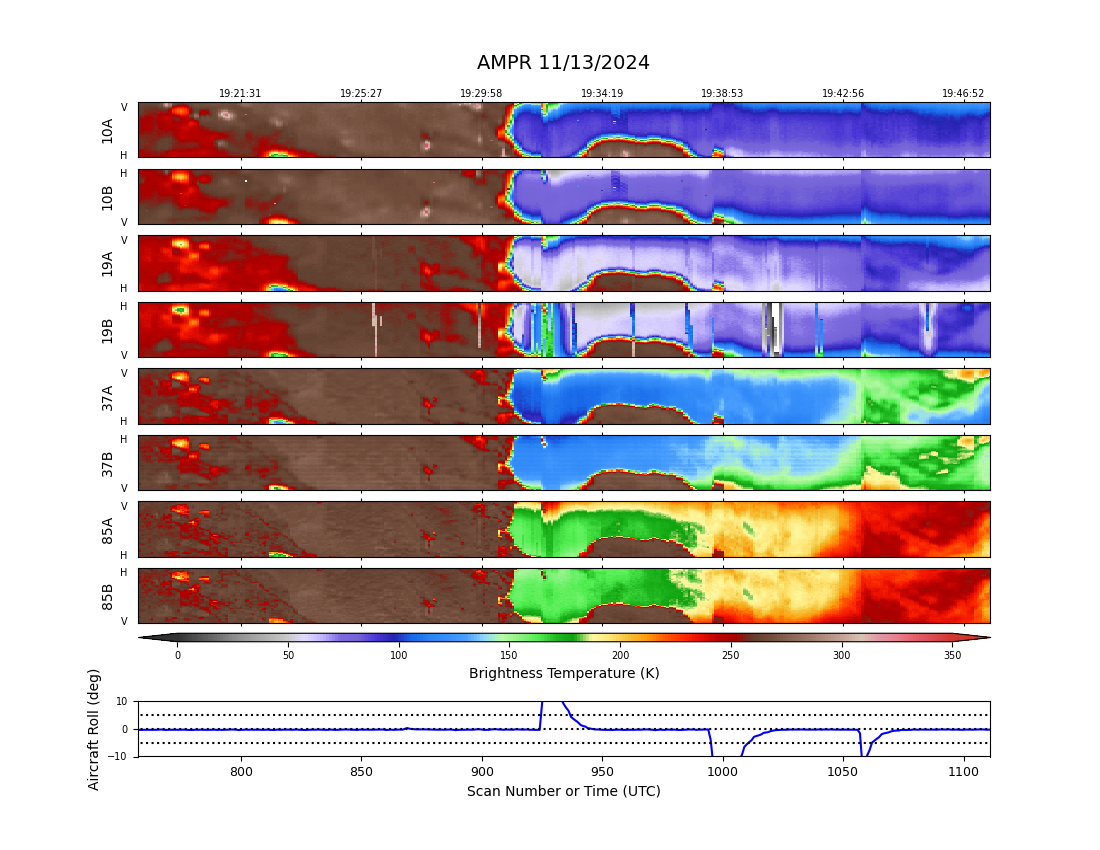 AMPR 11/13/2024
19:21:31 19:25:27 19:29:58 19:34:19 19:38:53 19:42:56 19:46:52
V
10A
H
H
10B
V
V
19A
H
H
19B
V
V
37A
H
H
37B
V
V
85A
H
H
85B
V
0 50 100 150 200 250 300 350
Brightness Temperature (K)
Aircraft Roll (deg)
10
0
−10
800 850 900 950 1000 1050 1100
Scan Number or Time (UTC)